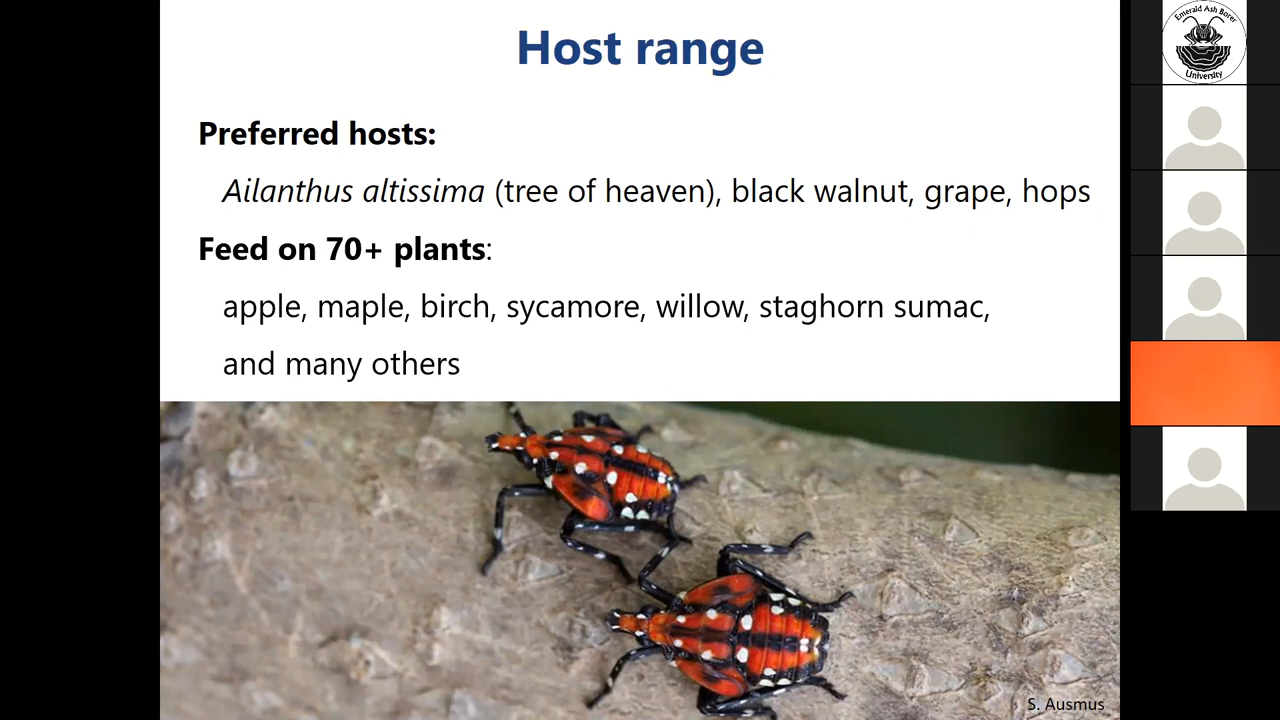 Host range
Preferred hosts:
Ailanthus altissima (tree of heaven), black walnut, grape, hops
Feed on 70+ plants:
apple, maple, birch, sycamore, willow, staghorn sumac,
and many others
S. Ausmus
Emerald Ash Borer
University